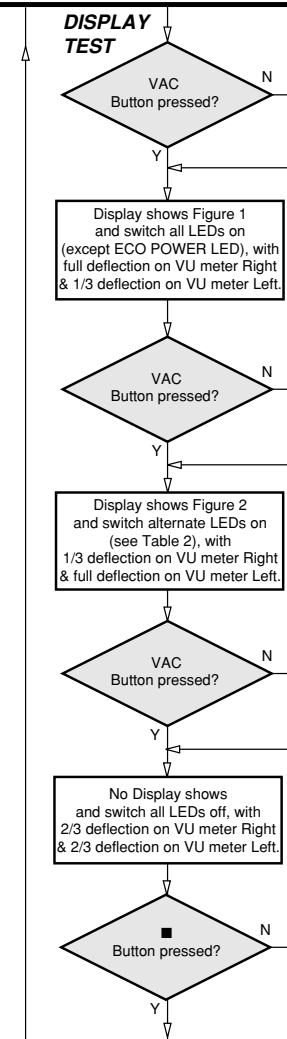 DISPLAY
TEST
VAC
Button pressed?
N
Y
Display shows Figure 1
and switch all LEDs on
(except ECO POWER LED), with
full deflection on VU meter Right
& 1/3 deflection on VU meter Left.
VAC
Button pressed?
N
Y
Display shows Figure 2
and switch alternate LEDs on
(see Table 2), with
1/3 deflection on VU meter Right
& full deflection on VU meter Left.
VAC
Button pressed?
N
Y
No Display shows
and switch all LEDs off, with
2/3 deflection on VU meter Right
& 2/3 deflection on VU meter Left.
■
Button pressed?
N
Y